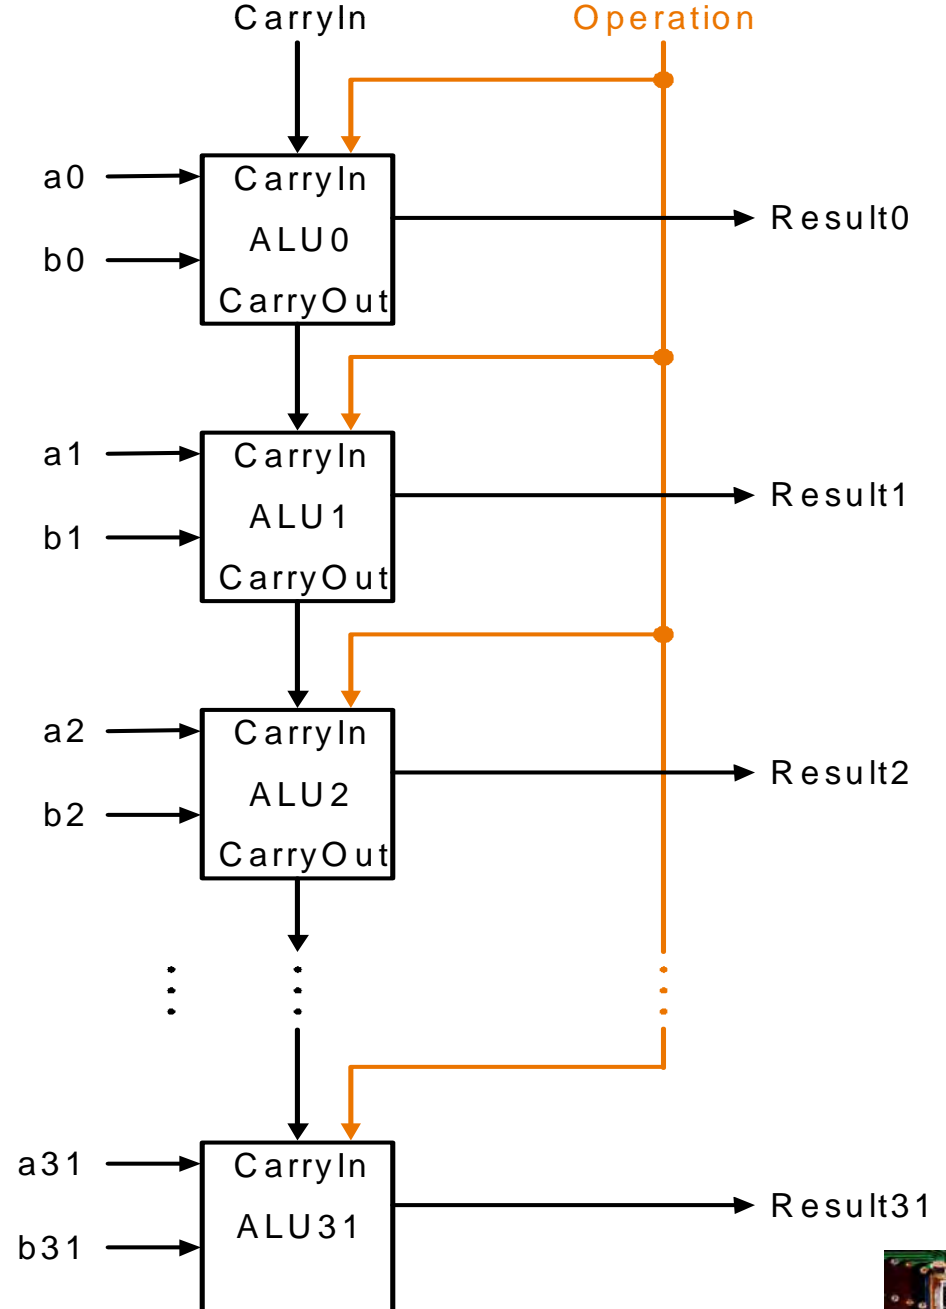 CarryIn Operation
a0 CarryIn
ALU0 Result0
b0
CarryOut
a1 CarryIn
ALU1 Result1
b1
CarryOut
a2 CarryIn
ALU2 Result2
b2
CarryOut
a31 CarryIn
ALU31 Result31
b31